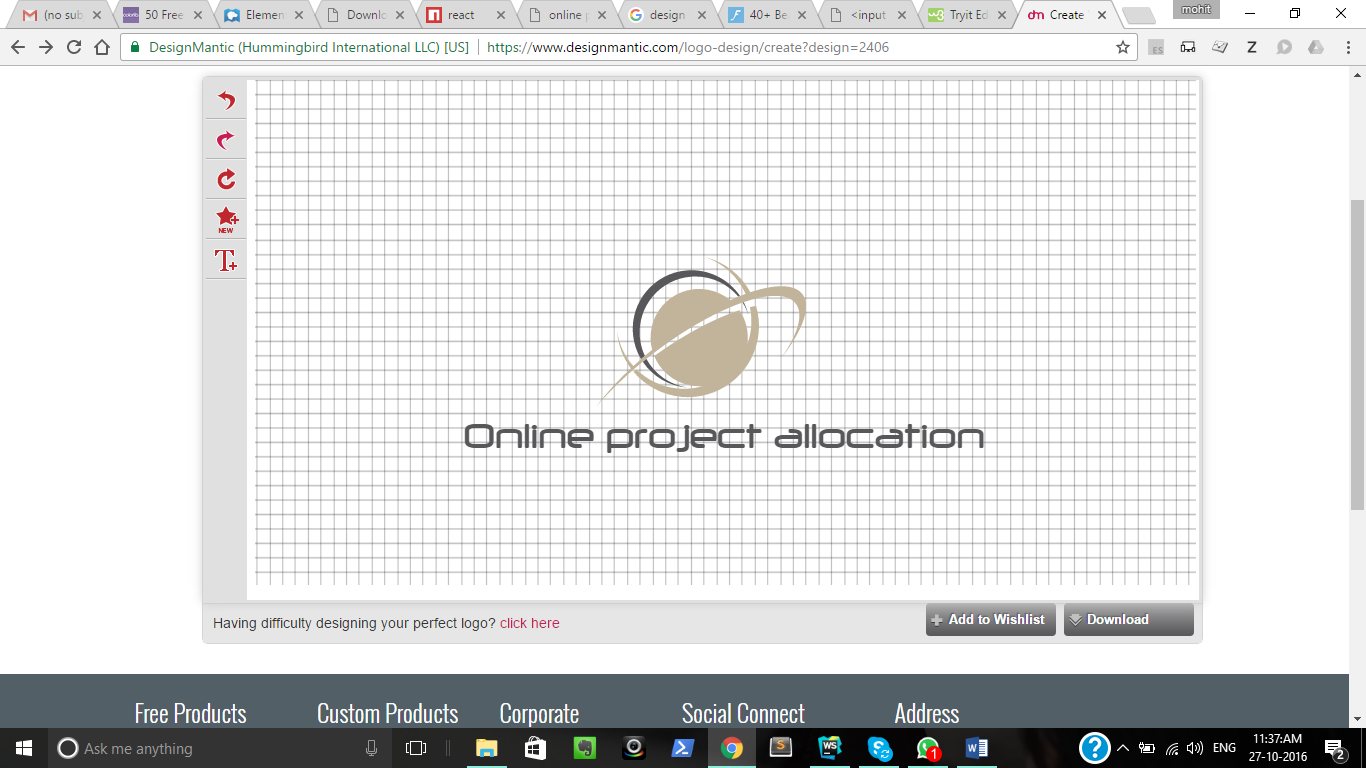 (no sub
50 Free
Elemen
Downlo
react
online p
design
40+ Be
<input
Tryit Ed
Create
mohit
DesignMantic (Hummingbird International LLC) [US] https://www.designmantic.com/logo-design/create?design=2406
NEW
Online project allocation
Having difficulty designing your perfect logo? click here
Add to Wishlist
Download
Free Products
Custom Products
Corporate
Social Connect
Address
Ask me anything
ENG
11:37:AM
27-10-2016
1
2